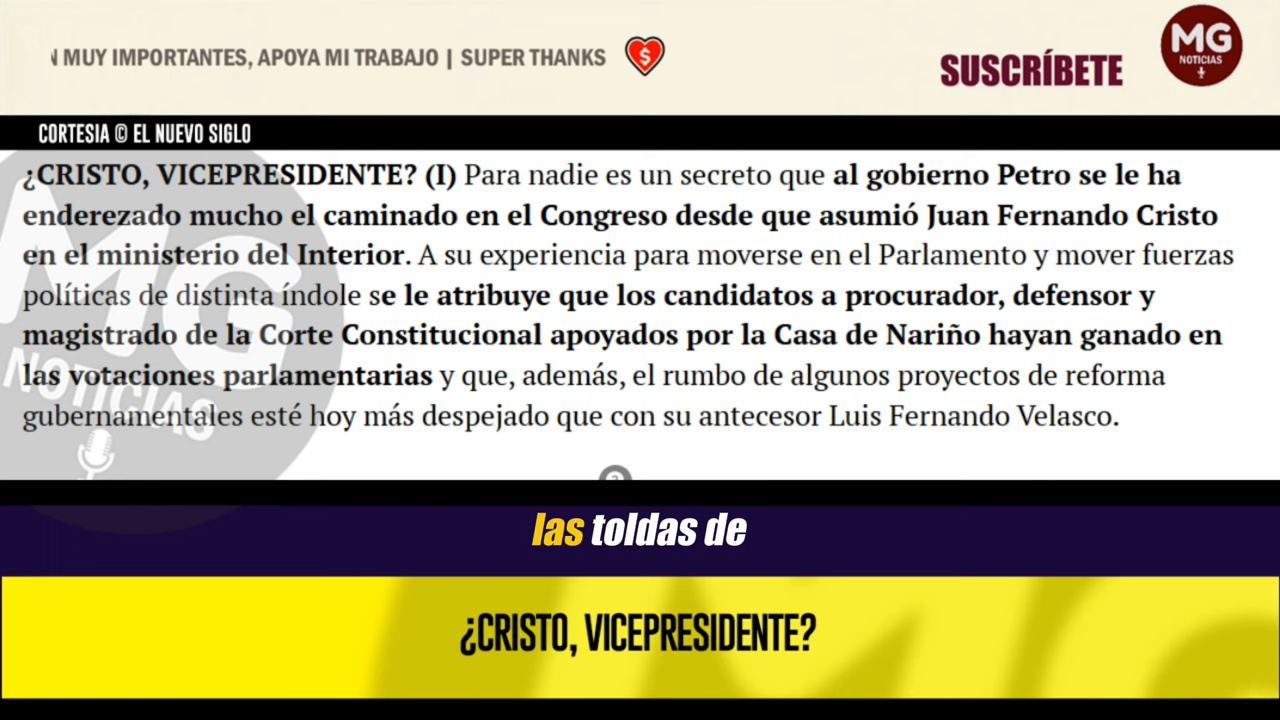 MUY IMPORTANTES, APOYA MI TRABAJO | SUPER THANKS
$
SUSCRÍBETE
MG
NOTICIAS
CORTESIA © EL NUEVO SIGLO
¿CRISTO, VICEPRESIDENTE? (I) Para nadie es un secreto que al gobierno Petro se le ha
enderezado mucho el caminado en el Congreso desde que asumió Juan Fernando Cristo
en el ministerio del Interior. A su experiencia para moverse en el Parlamento y mover fuerzas
políticas de distinta índole se le atribuye que los candidatos a procurador, defensor y
magistrado de la Corte Constitucional apoyados por la Casa de Nariño hayan ganado en
las votaciones parlamentarias y que, además, el rumbo de algunos proyectos de reforma
gubernamentales esté hoy más despejado que con su antecesor Luis Fernando Velasco.
MG
NOTICIAS
las toldas de
¿CRISTO, VICEPRESIDENTE?